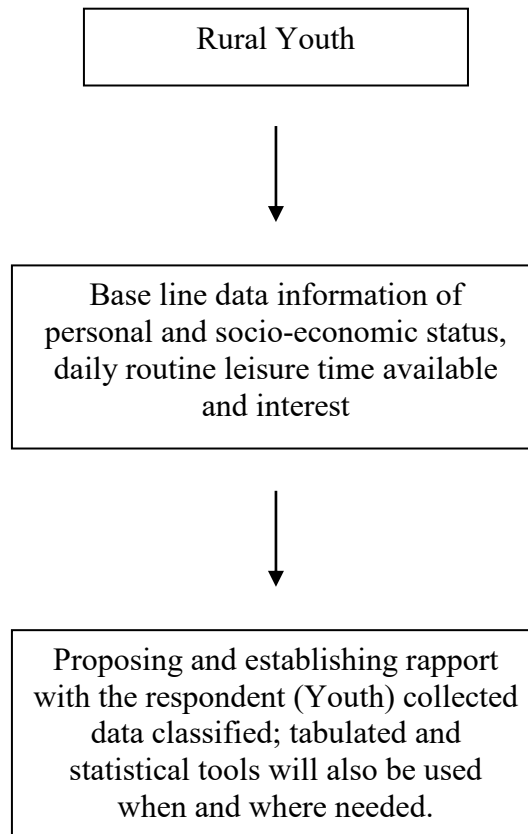 Rural Youth
Base line data information of
personal and socio-economic status,
daily routine leisure time available
and interest
Proposing and establishing rapport
with the respondent (Youth) collected
data classified; tabulated and
statistical tools will also be used
when and where needed.